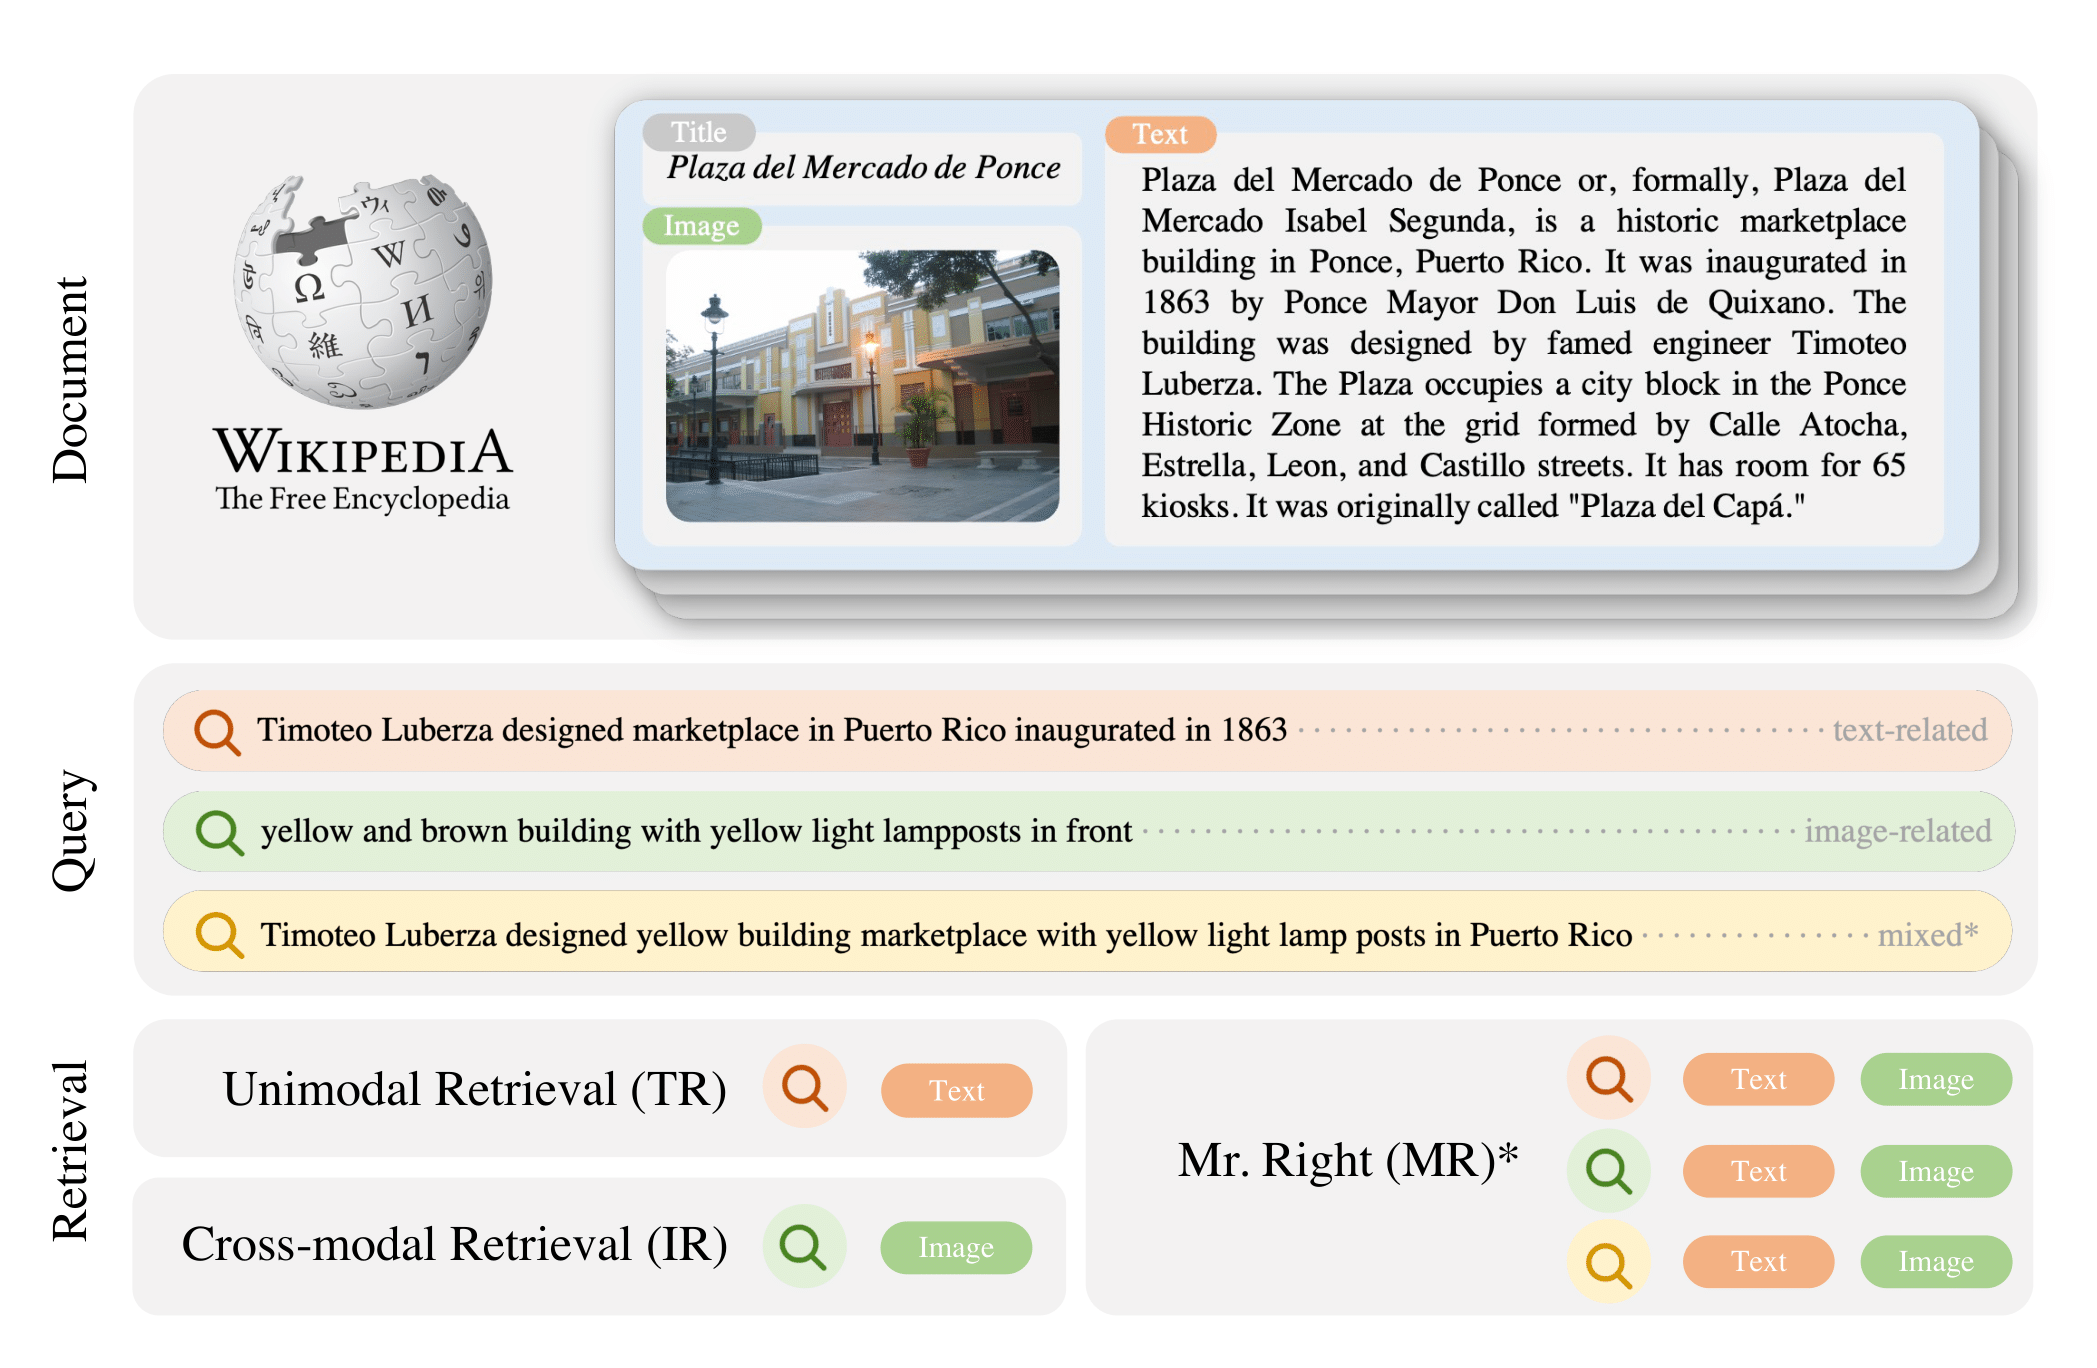 Document
Ω
W
И
維
ウィ
7
WIKIPEDIA
The Free Encyclopedia
Title
Plaza del Mercado de Ponce
Image
Text
Plaza del Mercado de Ponce or, formally, Plaza del
Mercado Isabel Segunda, is a historic marketplace
building in Ponce, Puerto Rico. It was inaugurated in
1863 by Ponce Mayor Don Luis de Quixano. The
building was designed by famed engineer Timoteo
Luberza. The Plaza occupies a city block in the Ponce
Historic Zone at the grid formed by Calle Atocha,
Estrella, Leon, and Castillo streets. It has room for 65
kiosks. It was originally called "Plaza del Capá."
Query
Timoteo Luberza designed marketplace in Puerto Rico inaugurated in 1863 text-related
yellow and brown building with yellow light lampposts in front image-related
Timoteo Luberza designed yellow building marketplace with yellow light lamp posts in Puerto Rico mixed*
Retrieval
Unimodal Retrieval (TR) Text
Cross-modal Retrieval (IR) Image
Mr. Right (MR)*
Text Image
Text Image
Text Image